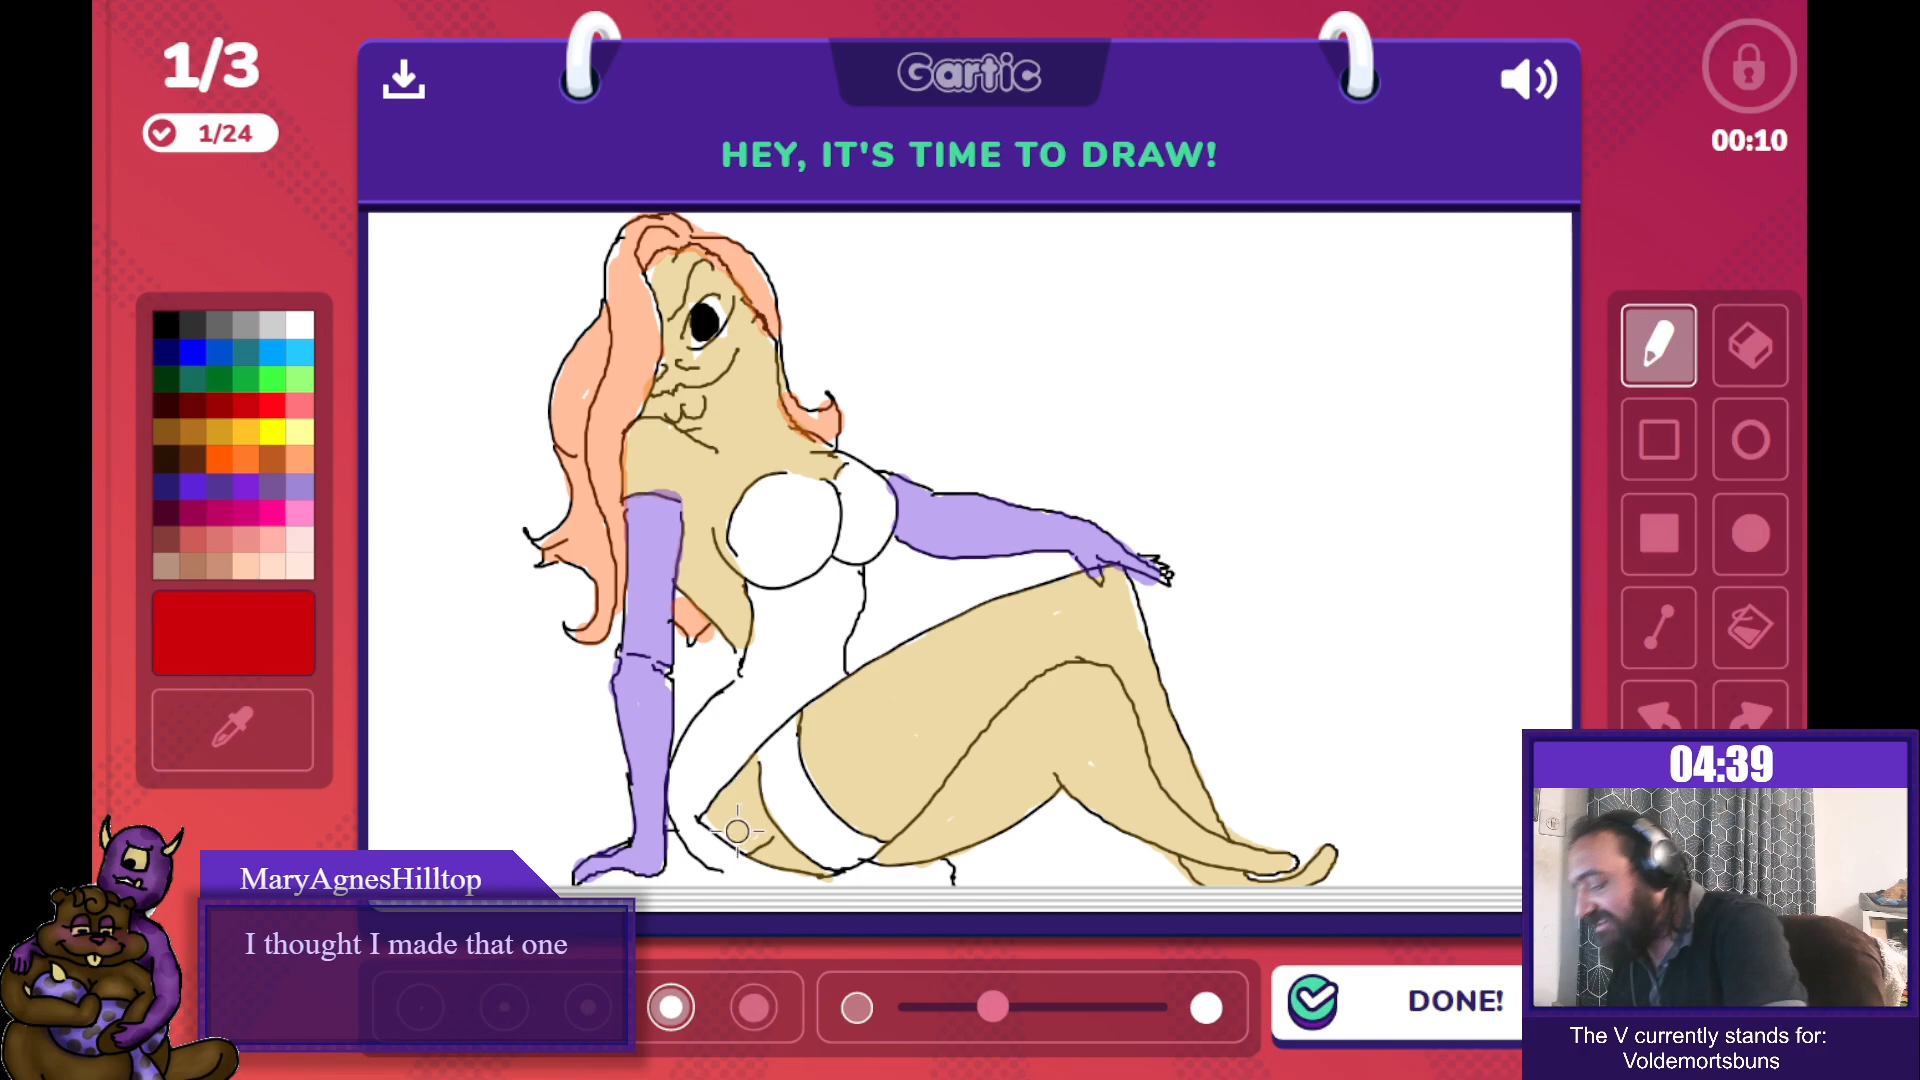 1/3
1/24
Gartic
HEY, IT'S TIME TO DRAW!
00:10
MaryAgnesHilltop
I thought I made that one
DONE!
04:39
The V currently stands for:
Voldemortsbuns